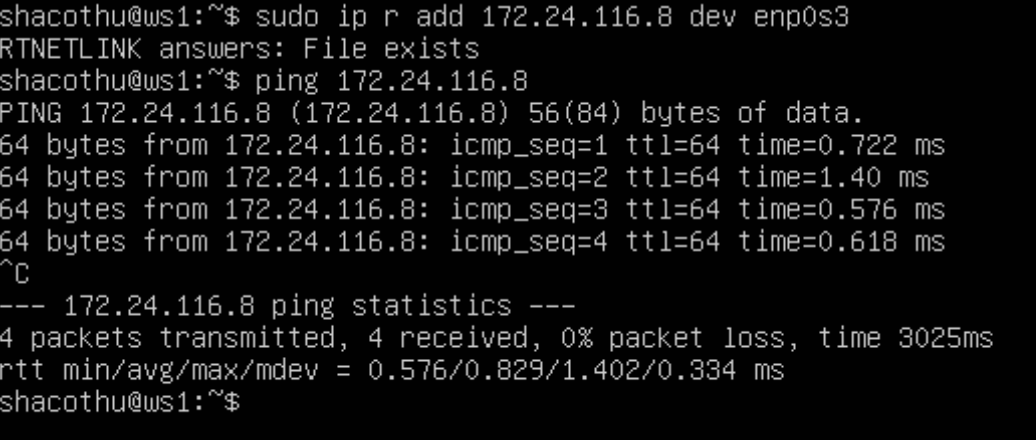 shacothu@ws1:~$ sudo ip r add 172.24.116.8 dev enp0s3
RTNETLINK answers: File exists
shacothu@ws1:~$ ping 172.24.116.8
PING 172.24.116.8 (172.24.116.8) 56(84) bytes of data.
64 bytes from 172.24.116.8: icmp_seq=1 ttl=64 time=0.722 ms
64 bytes from 172.24.116.8: icmp_seq=2 ttl=64 time=1.40 ms
64 bytes from 172.24.116.8: icmp_seq=3 ttl=64 time=0.576 ms
64 bytes from 172.24.116.8: icmp_seq=4 ttl=64 time=0.618 ms
^C
--- 172.24.116.8 ping statistics ---
4 packets transmitted, 4 received, 0% packet loss, time 3025ms
rtt min/avg/max/mdev = 0.576/0.829/1.402/0.334 ms
shacothu@ws1:~$